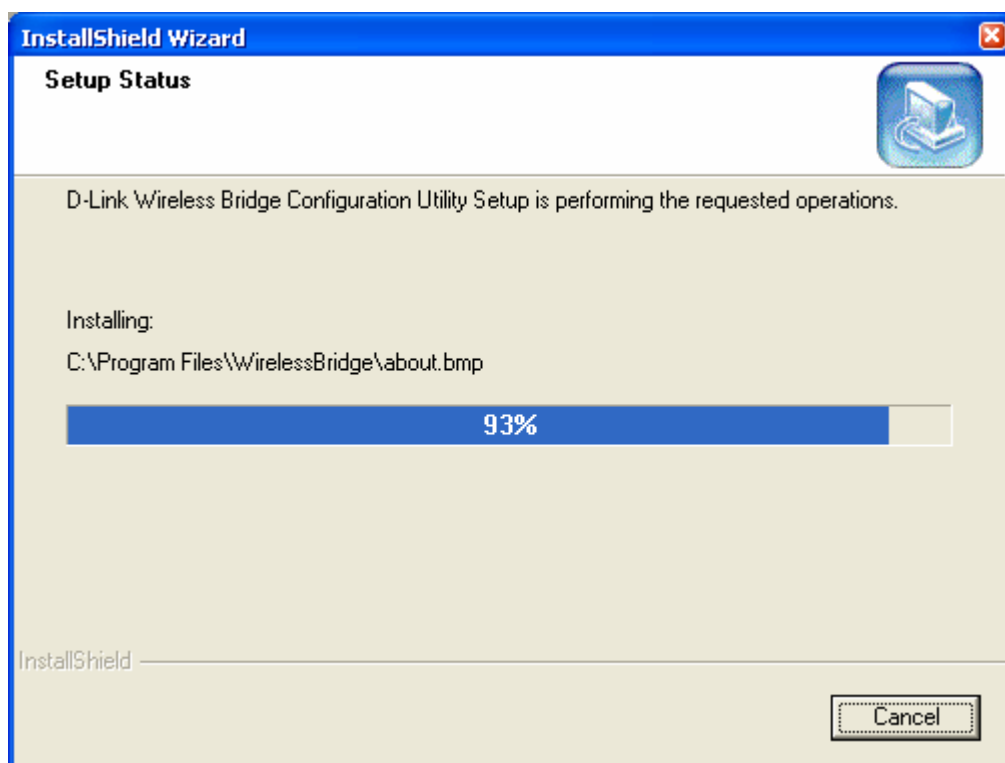 InstallShield Wizard
Setup Status
D-Link Wireless Bridge Configuration Utility Setup is performing the requested operations.
Installing:
C:\Program Files\WirelessBridge\about.bmp
93%
InstallShield
Cancel